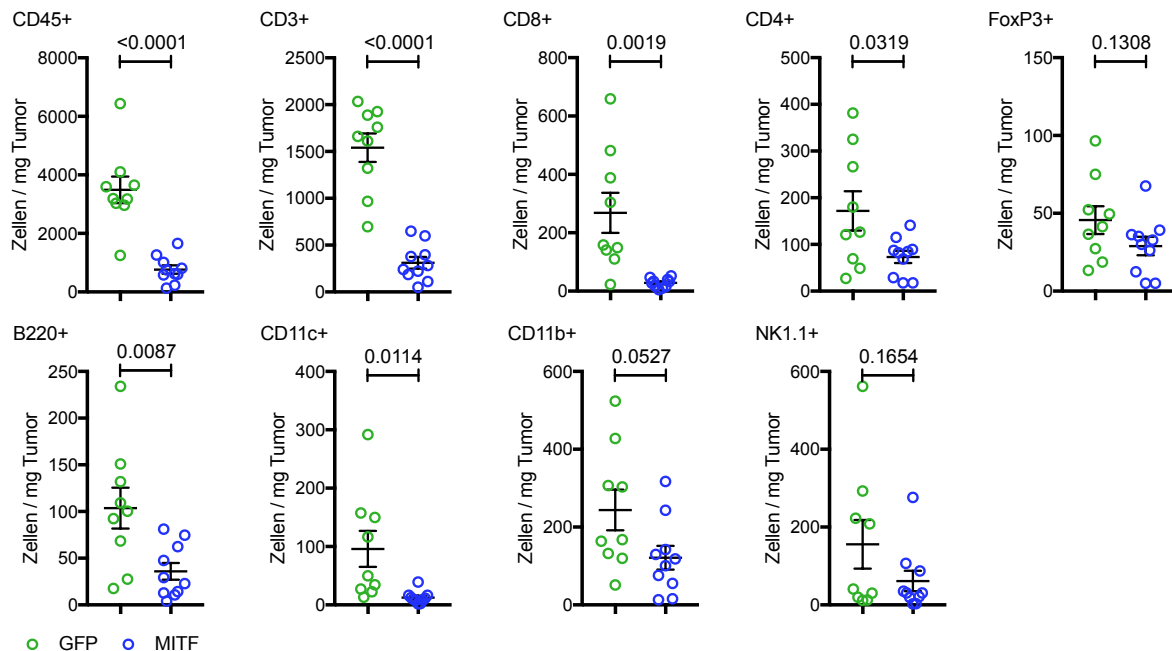 CD45+
<0.0001
Zellen / mg Tumor
8000
6000
4000
2000
0
CD3+
<0.0001
Zellen / mg Tumor
2500
2000
1500
1000
500
0
CD8+
0.0019
Zellen / mg Tumor
800
600
400
200
0
CD4+
0.0319
Zellen / mg Tumor
500
400
300
200
100
0
FoxP3+
0.1308
Zellen / mg Tumor
150
100
50
0
B220+
0.0087
Zellen / mg Tumor
250
200
150
100
50
0
CD11c+
0.0114
Zellen / mg Tumor
400
300
200
100
0
CD11b+
0.0527
Zellen / mg Tumor
600
400
200
0
NK1.1+
0.1654
Zellen / mg Tumor
600
400
200
0
GFP MITF